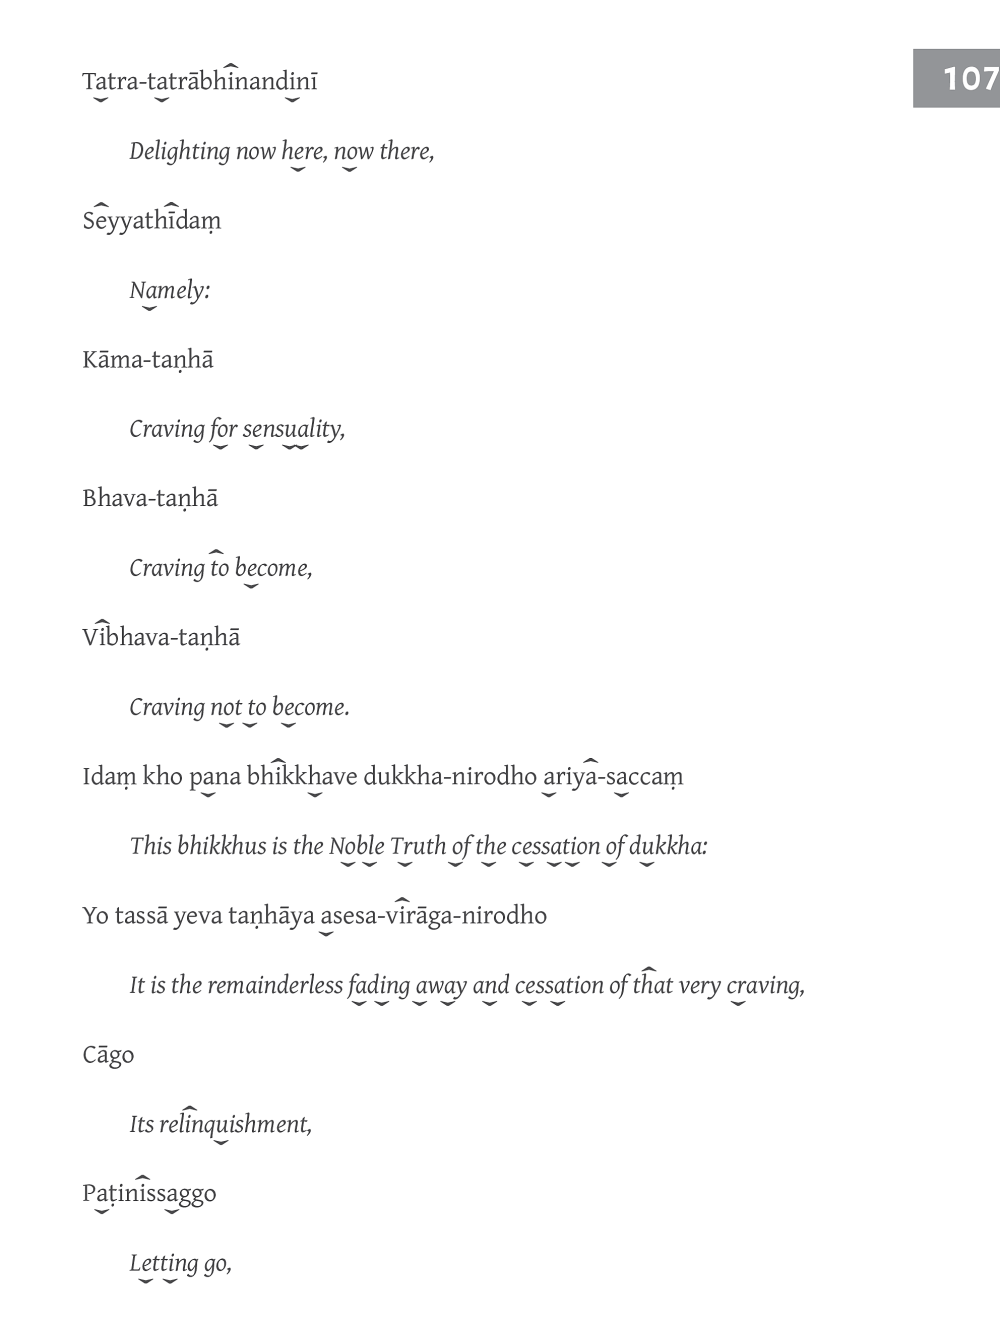 Tatra-tatrābhinandinī
107
Delighting now here, now there,
Seyyathīdaṃ
Namely:
Kāma-taṇhā
Craving for sensuality,
Bhava-taṇhā
Craving to become,
Vibhava-taṇhā
Craving not to become.
Idaṃ kho pana bhikkhave dukkha-nirodho ariya-saccaṃ
This bhikkhus is the Noble Truth of the cessation of dukkha:
Yo tassā yeva taṇhāya asesa-virāga-nirodho
It is the remainderless fading away and cessation of that very craving,
Cāgo
Its relinquishment,
Paṭinissaggo
Letting go,